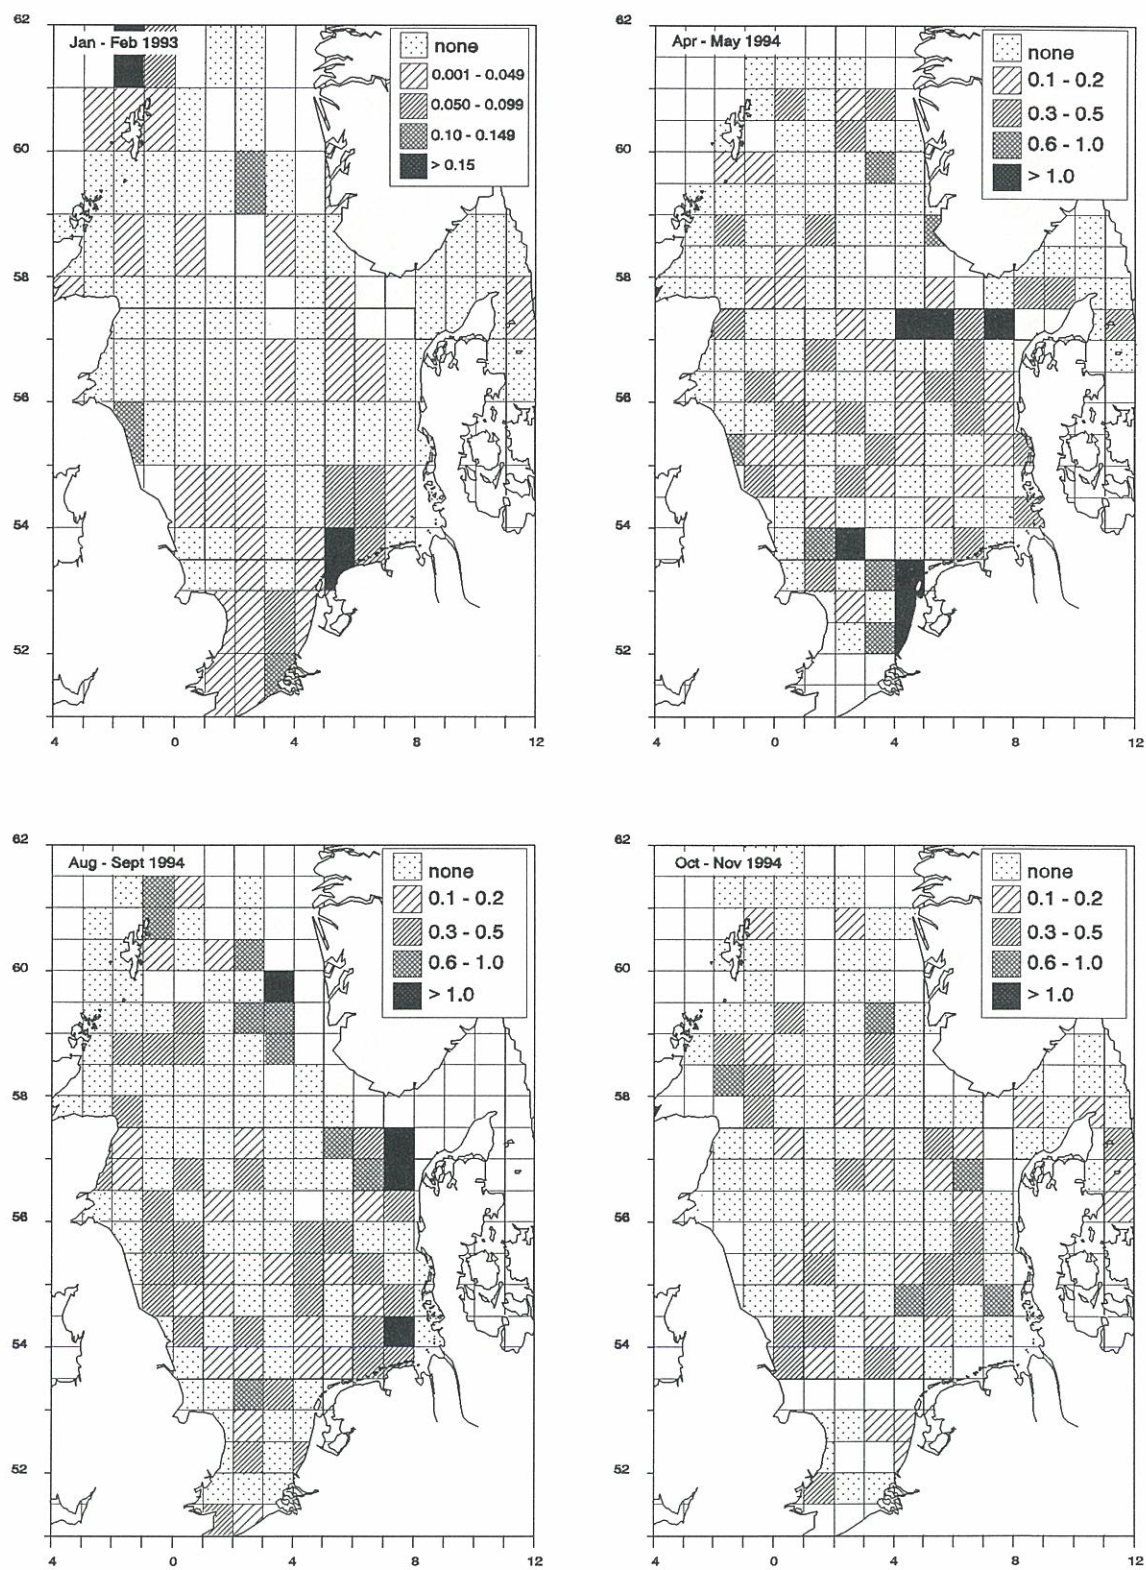 62
Jan - Feb 1993
none
0.001 - 0.049
0.050 - 0.099
0.10 - 0.149
> 0.15
60
58
56
54
52
4 0 4 8 12
62
Apr - May 1994
none
0.1 - 0.2
0.3 - 0.5
0.6 - 1.0
> 1.0
60
58
56
54
52
4 0 4 8 12
62
Aug - Sept 1994
none
0.1 - 0.2
0.3 - 0.5
0.6 - 1.0
> 1.0
60
58
56
54
52
4 0 4 8 12
62
Oct - Nov 1994
none
0.1 - 0.2
0.3 - 0.5
0.6 - 1.0
> 1.0
60
58
56
54
52
4 0 4 8 12